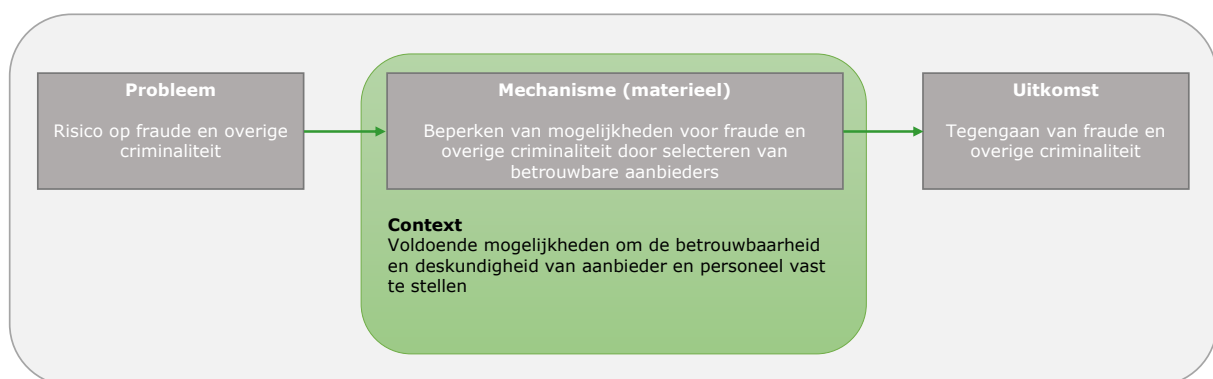 Probleem
Risico op fraude en overige
criminaliteit
Mechanisme (materieel)
Beperken van mogelijkheden voor fraude en
overige criminaliteit door selecteren van
betrouwbare aanbieders
Uitkomst
Tegengaan van fraude en
overige criminaliteit
Context
Voldoende mogelijkheden om de betrouwbaarheid
en deskundigheid van aanbieder en personeel vast
te stellen